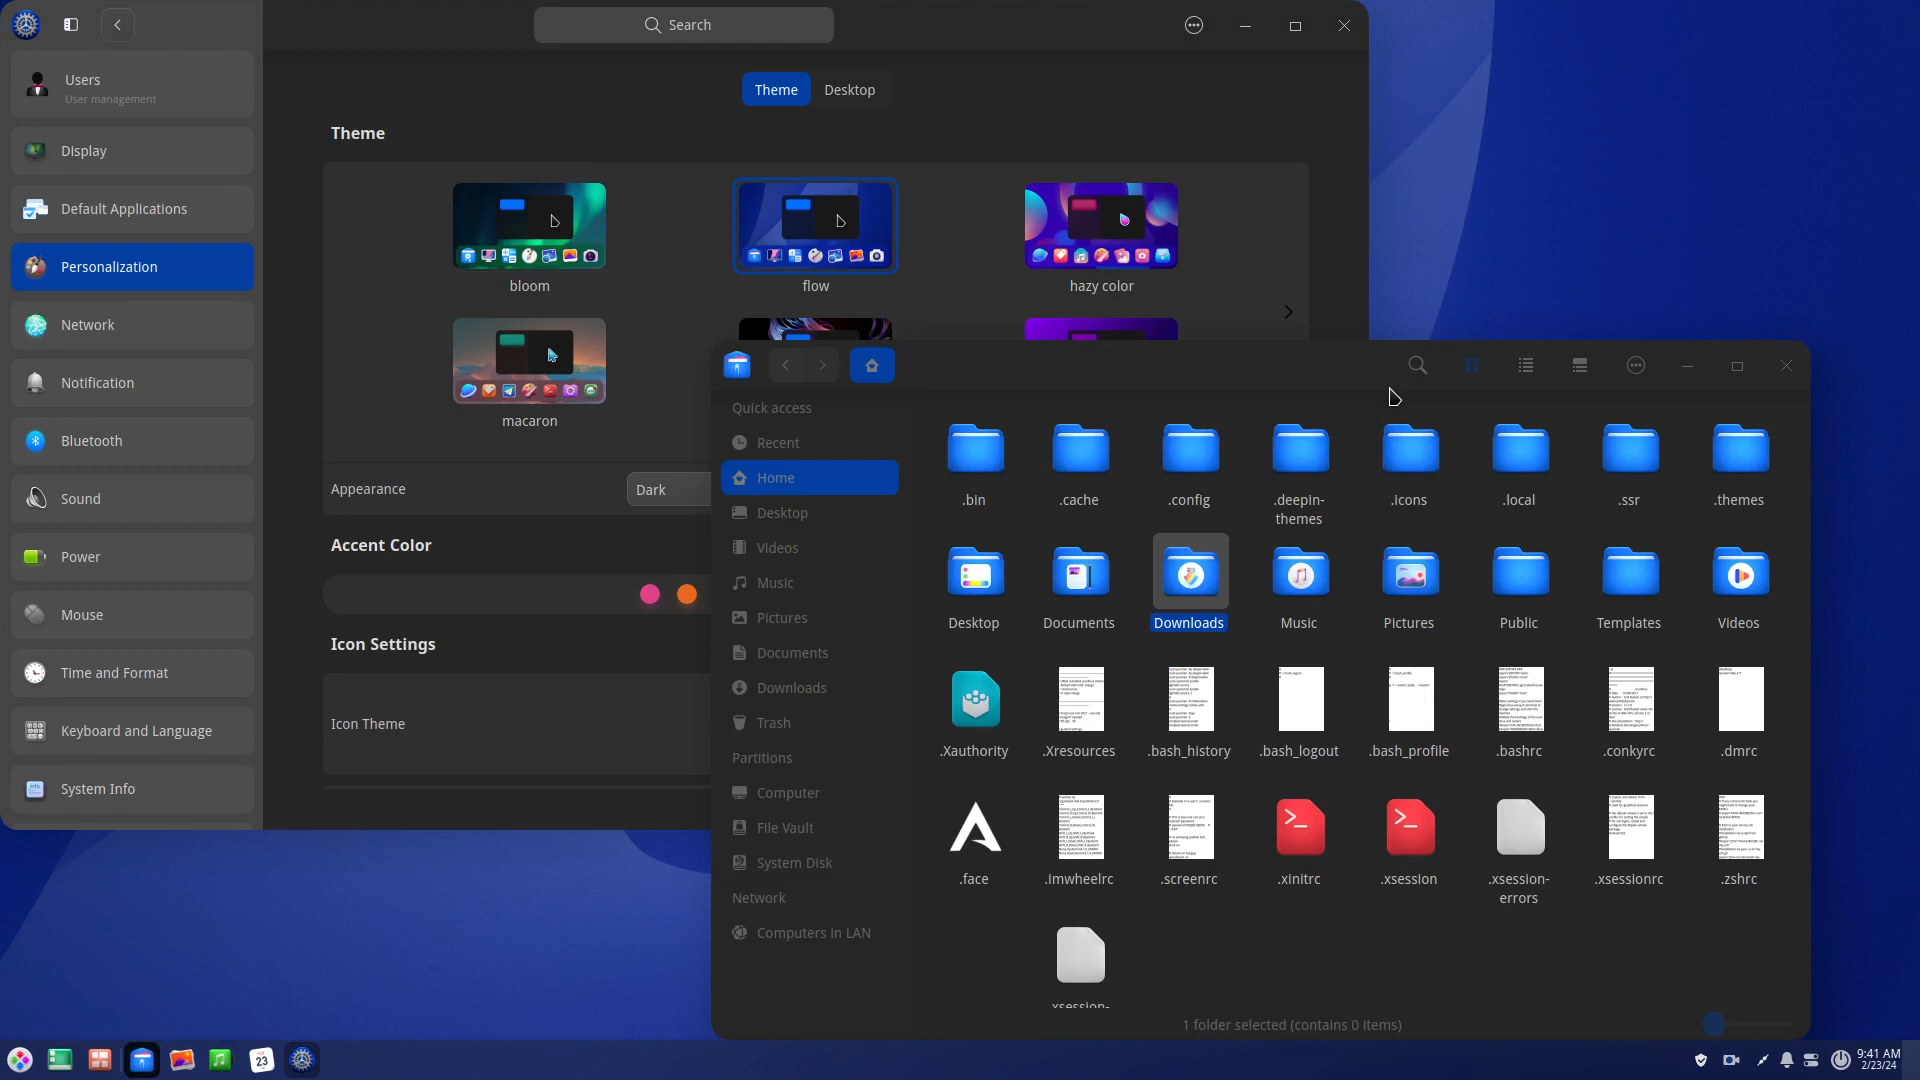 Search
Users
User management
Display
Default Applications
Personalization
Network
Notification
Bluetooth
Sound
Power
Mouse
Time and Format
Keyboard and Language
System Info
Theme
Desktop
Theme
bloom
flow
hazy color
macaron
Appearance
Dark
Accent Color
Icon Settings
Icon Theme
Quick access
Recent
Home
Desktop
Videos
Music
Pictures
Documents
Downloads
Trash
Partitions
Computer
File Vault
System Disk
Network
Computers in LAN
.bin
.cache
.config
.deepin-
themes
.icons
.local
.ssr
.themes
Desktop
Documents
Downloads
Music
Pictures
Public
Templates
Videos
.Xauthority
.Xresources
.bash_history
.bash_logout
.bash_profile
.bashrc
.conkyrc
.dmrc
.face
.imwheelrc
.screenrc
.xinitrc
.xsession
.xsession-
errors
.xsessionrc
.zshrc
1 folder selected (contains 0 items)
23
9:41 AM
2/23/24